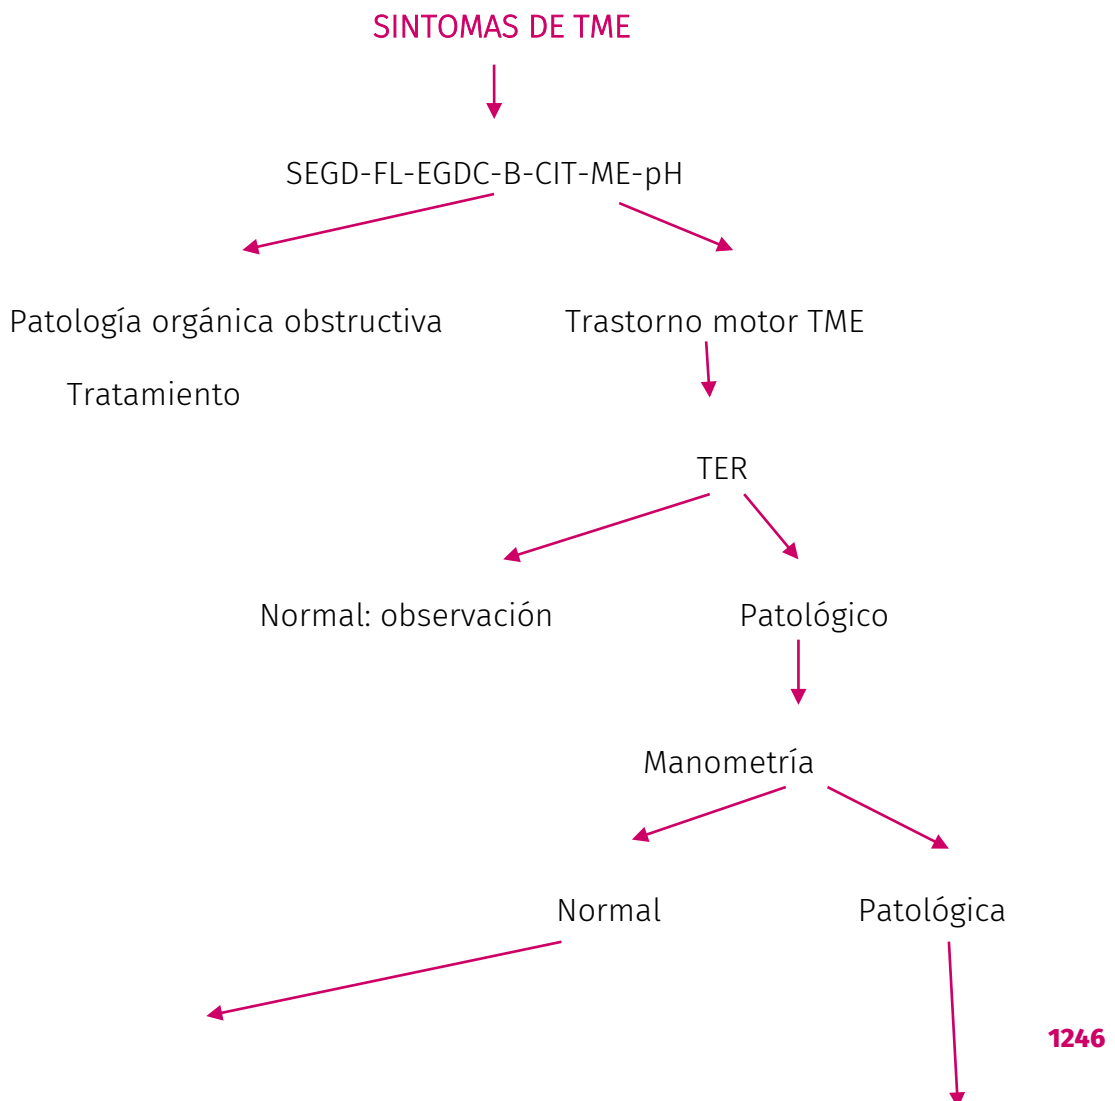 SINTOMAS DE TME
SEGD-FL-EGDC-B-CIT-ME-pH
Patología orgánica obstructiva Trastorno motor TME
Tratamiento
TER
Normal: observación Patológico
Manometría
Normal Patológica
1246